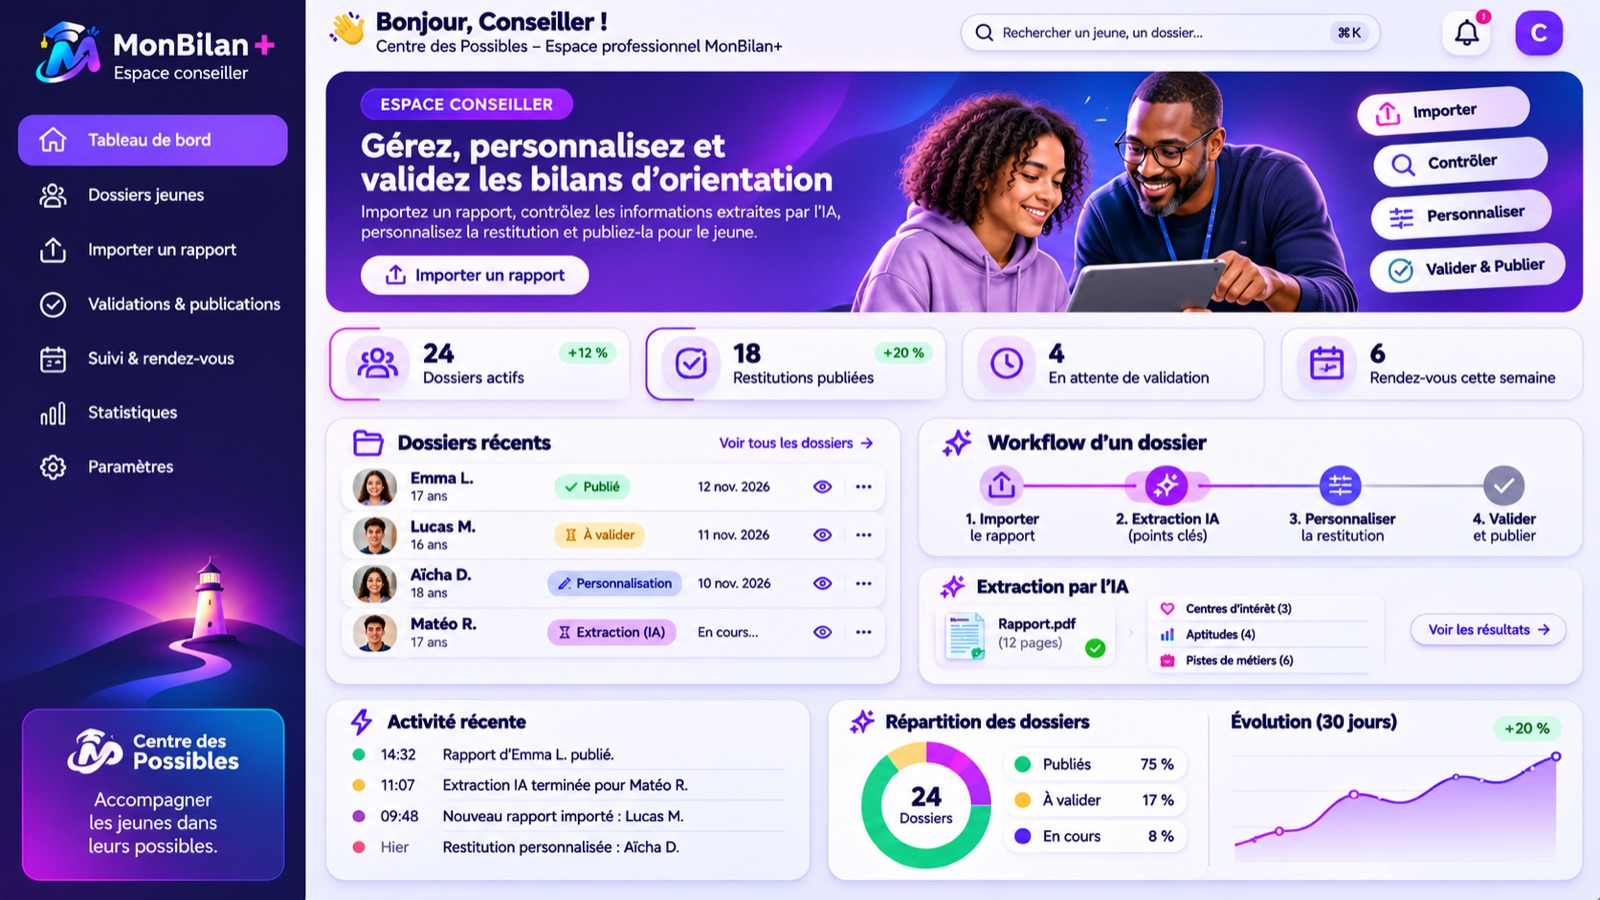 MonBilan+
Espace conseiller
Tableau de bord
Dossiers jeunes
Importer un rapport
Validations & publications
Suivi & rendez-vous
Statistiques
Paramètres
Centre des
Possibles
Accompagner
les jeunes dans
leurs possibles.
Bonjour, Conseiller !
Centre des Possibles – Espace professionnel MonBilan+
Rechercher un jeune, un dossier...
⌘K
C
ESPACE CONSEILLER
Gérez, personnalisez et
validez les bilans d'orientation
Importez un rapport, contrôlez les informations extraites par l'IA,
personnalisez la restitution et publiez-la pour le jeune.
Importer un rapport
Importer
Contrôler
Personnaliser
Valider & Publier
24
Dossiers actifs
+12 %
18
Restitutions publiées
+20 %
4
En attente de validation
6
Rendez-vous cette semaine
Dossiers récents
Voir tous les dossiers →
Emma L.
17 ans
Publié
12 nov. 2026
Lucas M.
16 ans
À valider
11 nov. 2026
Aïcha D.
18 ans
Personnalisation
10 nov. 2026
Matéo R.
17 ans
Extraction (IA)
En cours...
Workflow d'un dossier
1. Importer
le rapport
2. Extraction IA
(points clés)
3. Personnaliser
la restitution
4. Valider
et publier
Extraction par l'IA
Rapport.pdf
(12 pages)
Centres d'intérêt (3)
Aptitudes (4)
Pistes de métiers (6)
Voir les résultats →
Activité récente
14:32 Rapport d'Emma L. publié.
11:07 Extraction IA terminée pour Matéo R.
09:48 Nouveau rapport importé : Lucas M.
Hier Restitution personnalisée : Aïcha D.
Répartition des dossiers
24
Dossiers
Publiés 75 %
À valider 17 %
En cours 8 %
Évolution (30 jours)
+20 %